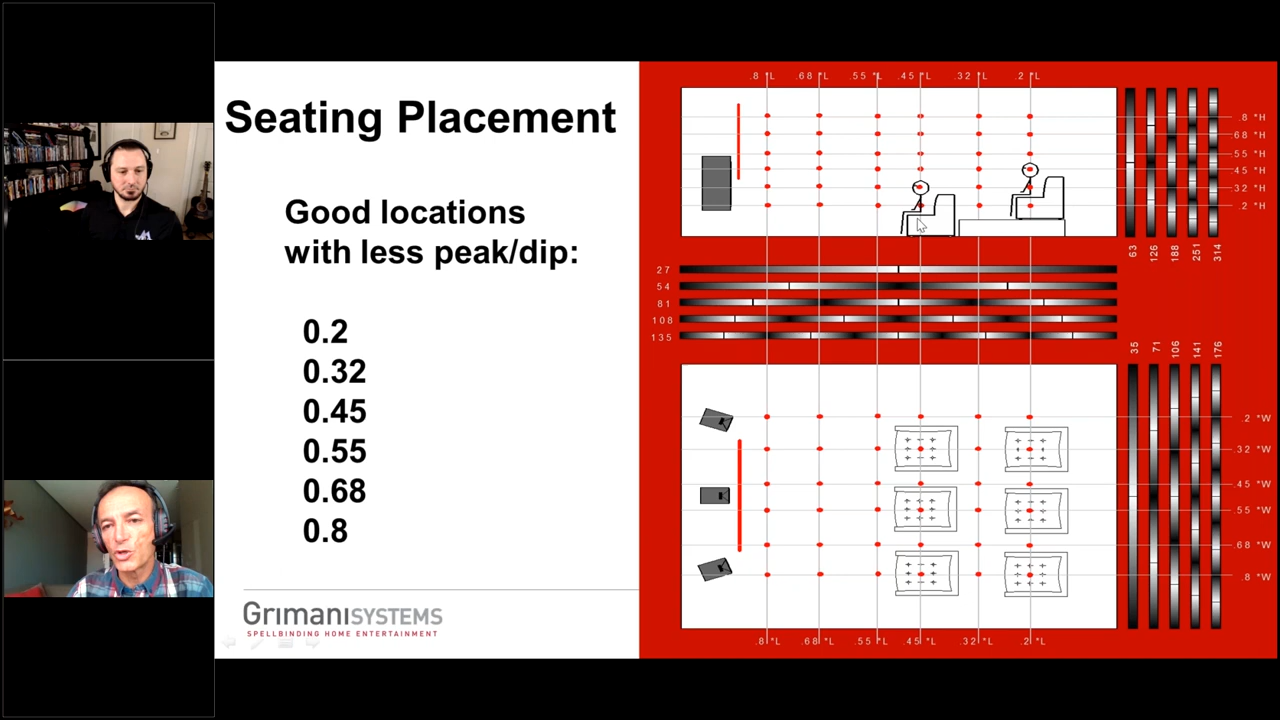 Seating Placement
Good locations
with less peak/dip:
0.2
0.32
0.45
0.55
0.68
0.8
GrimaniSYSTEMS
SPELLBINDING HOME ENTERTAINMENT
.8 *L .68 *L .55 *L .45 *L .32 *L .2 *L
.8 *H
.68 *H
.55 *H
.45 *H
.32 *H
.2 *H
63 126 188 251 314
27
54
81
108
135
35 71 106 141 176
.2 *W
.32 *W
.45 *W
.55 *W
.68 *W
.8 *W
.8 *L .68 *L .55 *L .45 *L .32 *L .2 *L